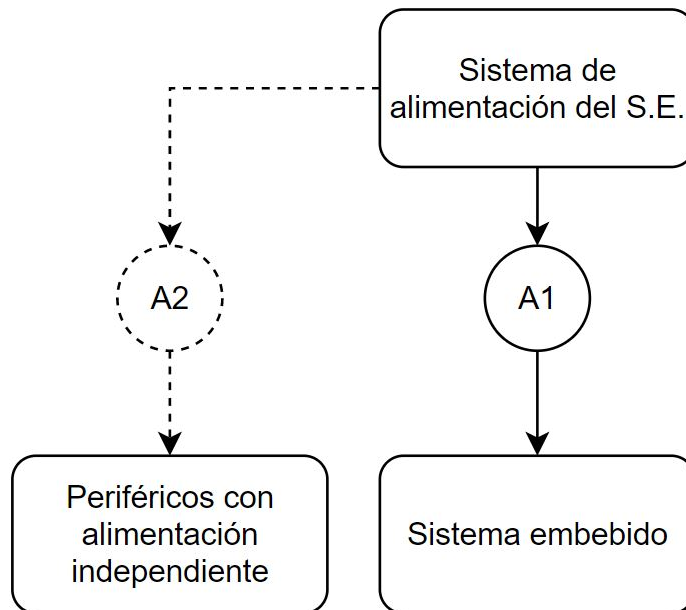 Sistema de
alimentación del S.E.
A2
A1
Periféricos con
alimentación
independiente
Sistema embebido